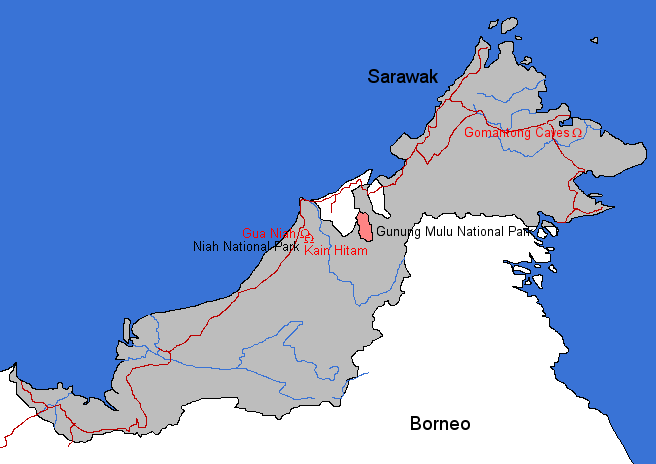 Sarawak
Gomantong Caves Ω
Gua Niah Ω
Gunung Mulu National Park
Niah National Park Ω
Kain Hitam
Borneo